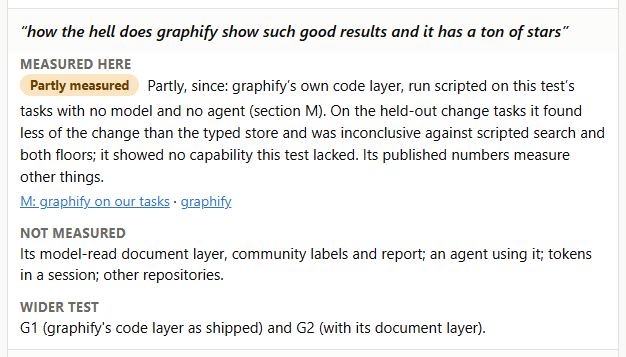 “how the hell does graphify show such good results and it has a ton of stars”
MEASURED HERE
Partly measured Partly, since: graphify’s own code layer, run scripted on this test’s
tasks with no model and no agent (section M). On the held-out change tasks it found
less of the change than the typed store and was inconclusive against scripted search and
both floors; it showed no capability this test lacked. Its published numbers measure
other things.
M: graphify on our tasks · graphify
NOT MEASURED
Its model-read document layer, community labels and report; an agent using it; tokens
in a session; other repositories.
WIDER TEST
G1 (graphify's code layer as shipped) and G2 (with its document layer).